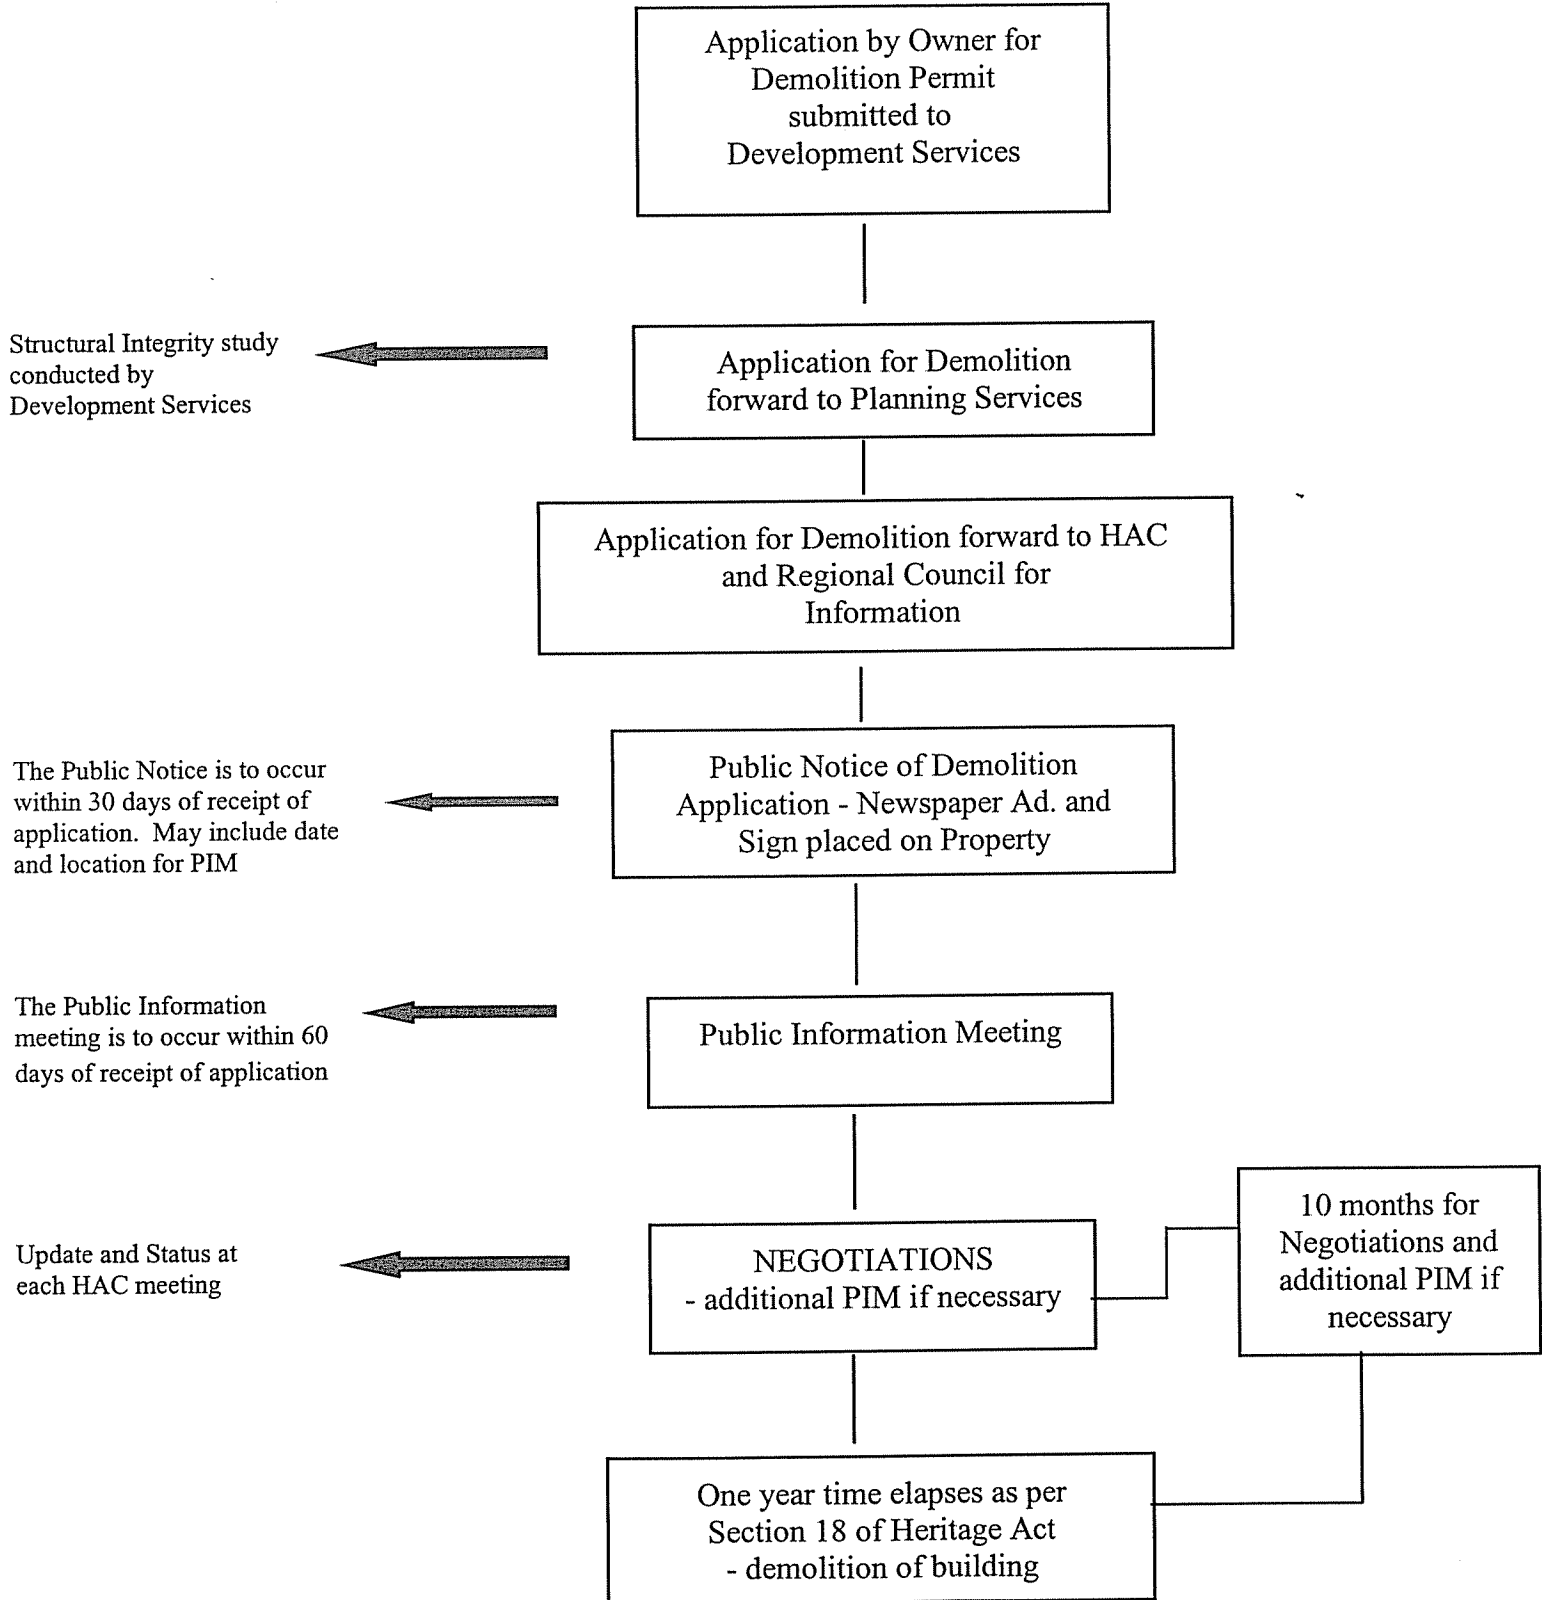 Application by Owner for
Demolition Permit
submitted to
Development Services
Structural Integrity study
conducted by
Development Services
Application for Demolition
forward to Planning Services
Application for Demolition forward to HAC
and Regional Council for
Information
The Public Notice is to occur
within 30 days of receipt of
application. May include date
and location for PIM
Public Notice of Demolition
Application - Newspaper Ad. and
Sign placed on Property
The Public Information
meeting is to occur within 60
days of receipt of application
Public Information Meeting
Update and Status at
each HAC meeting
NEGOTIATIONS
- additional PIM if necessary
10 months for
Negotiations and
additional PIM if
necessary
One year time elapses as per
Section 18 of Heritage Act
- demolition of building